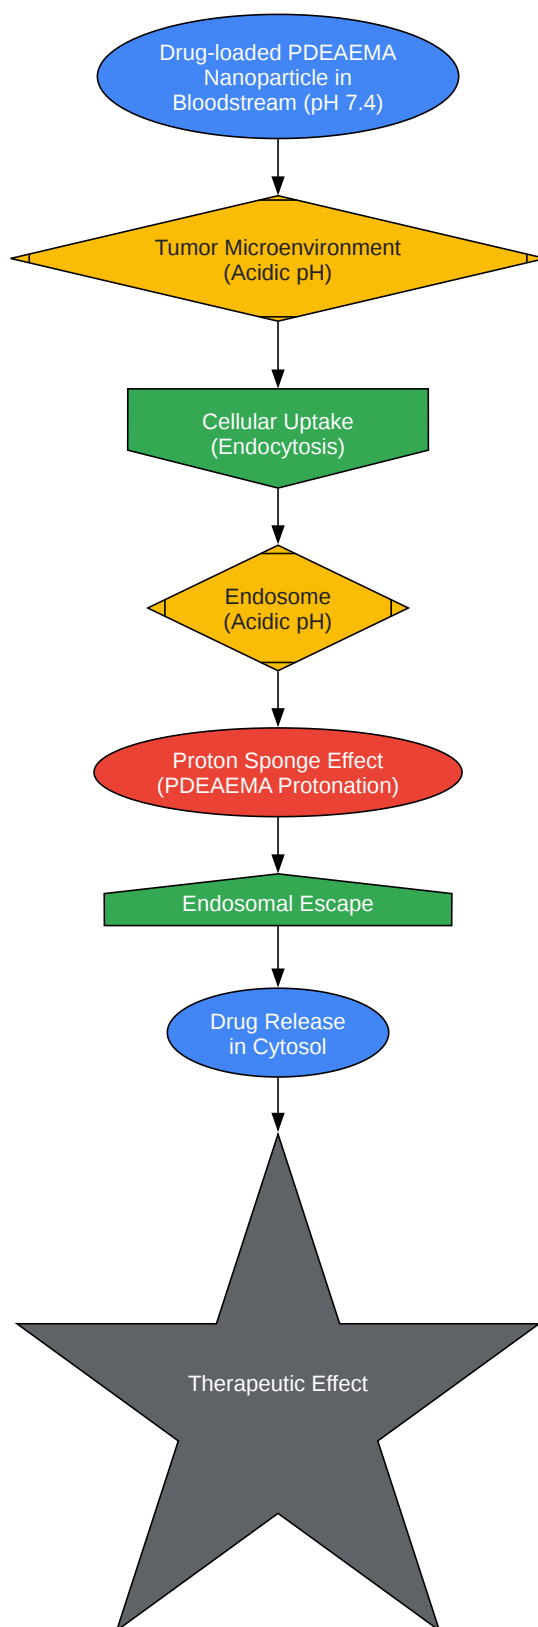 Drug-loaded PDEAEMA
Nanoparticle in
Bloodstream (pH 7.4)
Tumor Microenvironment
(Acidic pH)
Cellular Uptake
(Endocytosis)
Endosome
(Acidic pH)
Proton Sponge Effect
(PDEAEMA Protonation)
Endosomal Escape
Drug Release
in Cytosol
Therapeutic Effect